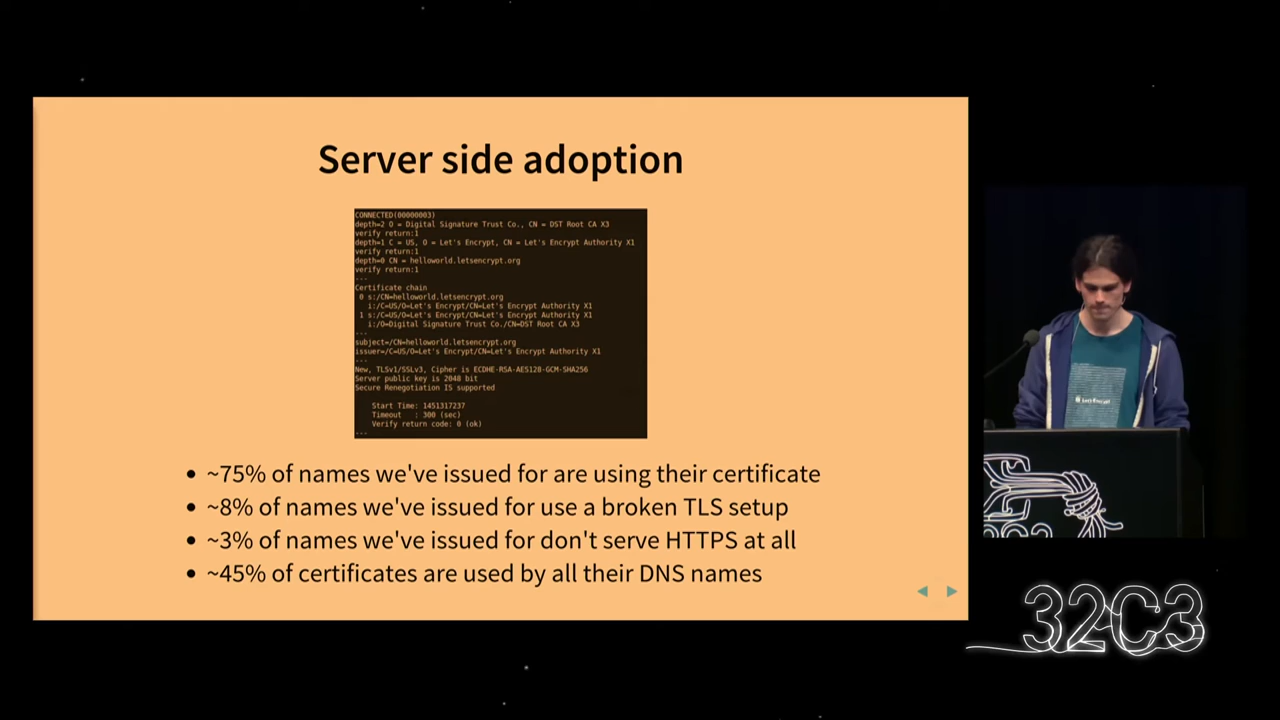 Server side adoption
CONNECTED(00000003)
depth=2 O = Digital Signature Trust Co., CN = DST Root CA X3
verify return:1
depth=1 C = US, O = Let's Encrypt, CN = Let's Encrypt Authority X1
verify return:1
depth=0 CN = helloworld.letsencrypt.org
verify return:1
---
Certificate chain
0 s:/CN=helloworld.letsencrypt.org
i:/C=US/O=Let's Encrypt/CN=Let's Encrypt Authority X1
1 s:/C=US/O=Let's Encrypt/CN=Let's Encrypt Authority X1
i:/O=Digital Signature Trust Co./CN=DST Root CA X3
---
subject=/CN=helloworld.letsencrypt.org
issuer=/C=US/O=Let's Encrypt/CN=Let's Encrypt Authority X1
---
New, TLSv1/SSLv3, Cipher is ECDHE-RSA-AES128-GCM-SHA256
Server public key is 2048 bit
Secure Renegotiation IS supported
Start Time: 1451317237
Timeout : 300 (sec)
Verify return code: 0 (ok)
---
• ~75% of names we've issued for are using their certificate
• ~8% of names we've issued for use a broken TLS setup
• ~3% of names we've issued for don't serve HTTPS at all
• ~45% of certificates are used by all their DNS names
Let's Encrypt
32C3